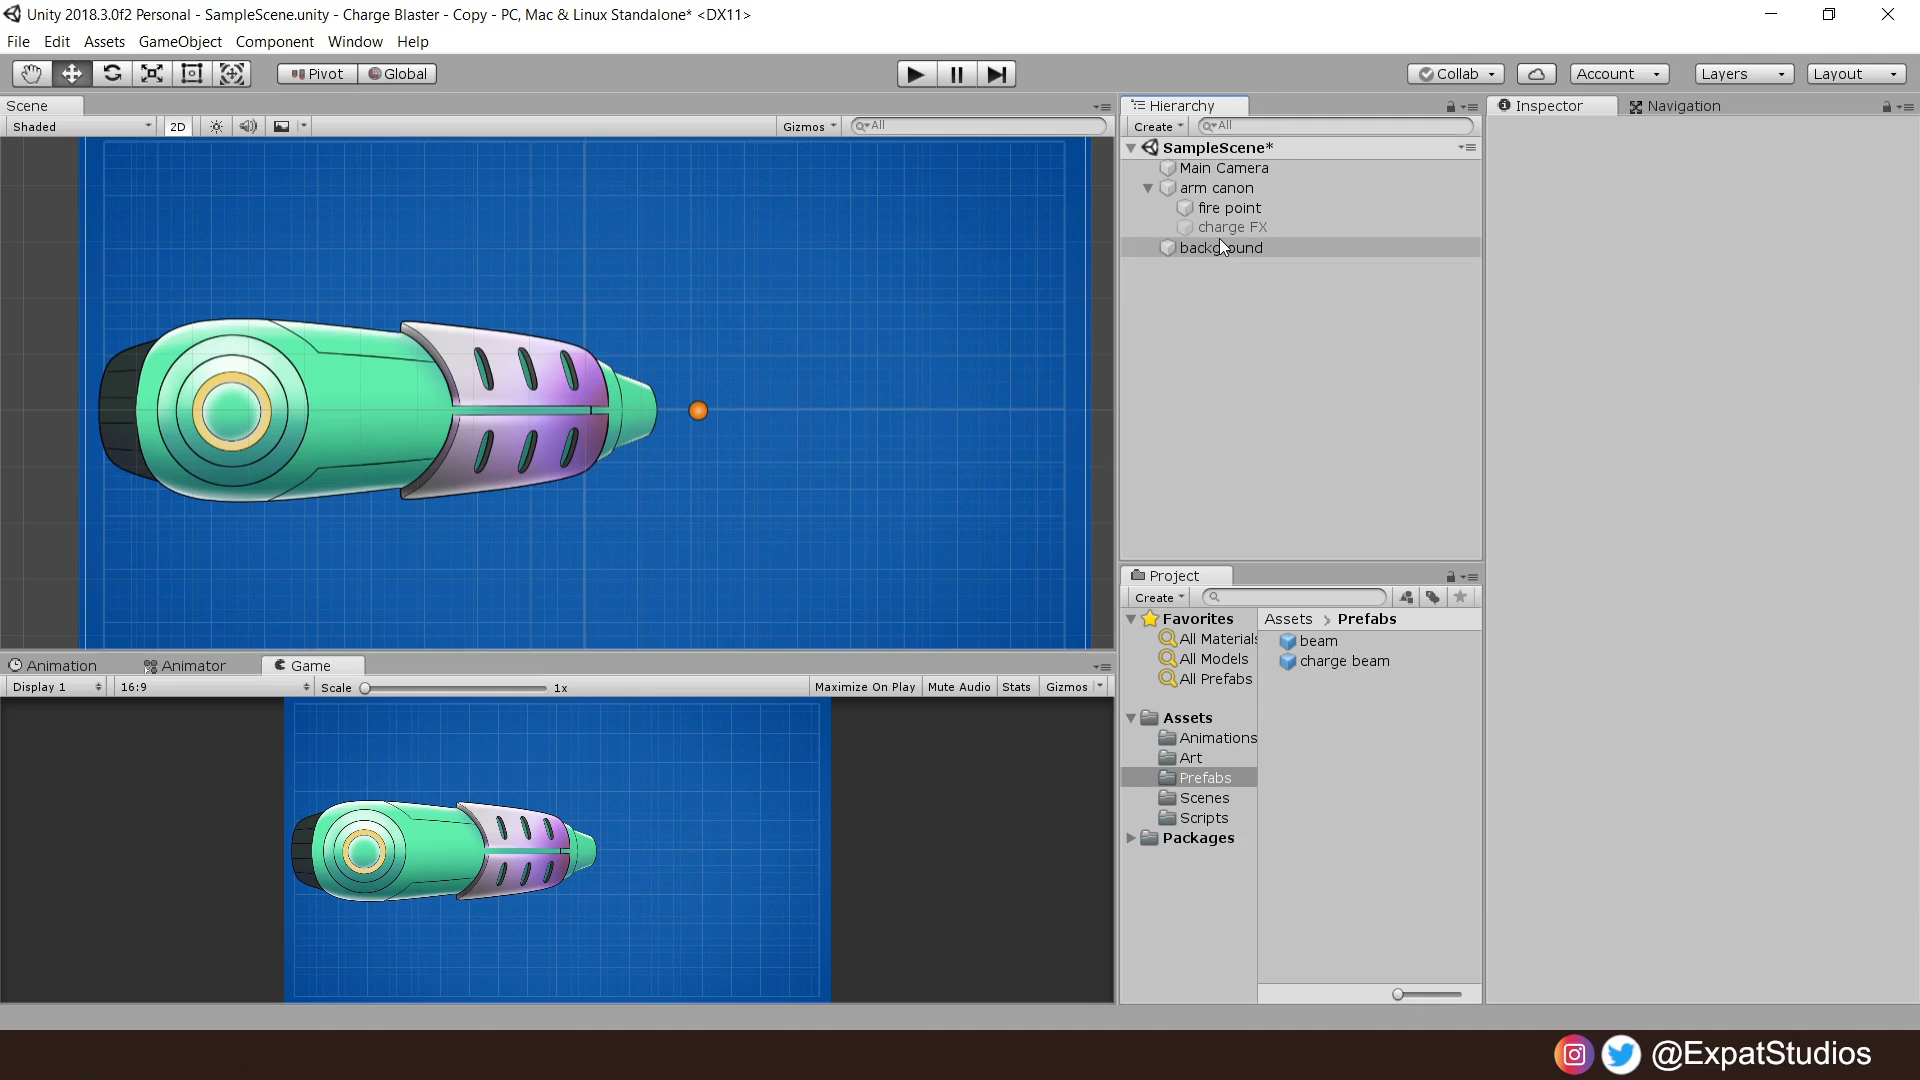 Unity 2018.3.0f2 Personal - SampleScene.unity - Charge Blaster - Copy - PC, Mac & Linux Standalone* <DX11>
File Edit Assets GameObject Component Window Help
Pivot Global Collab Account Layers Layout
Scene
Shaded 2D Gizmos All
Hierarchy
Create All
SampleScene*
Main Camera
arm canon
fire point
charge FX
background
Inspector Navigation
Project
Create
Favorites
All Materials
All Models
All Prefabs
Assets
Animations
Art
Prefabs
Scenes
Scripts
Packages
Assets > Prefabs
beam
charge beam
Animation Animator Game
Display 1 16:9 Scale 1x Maximize On Play Mute Audio Stats Gizmos
@ExpatStudios